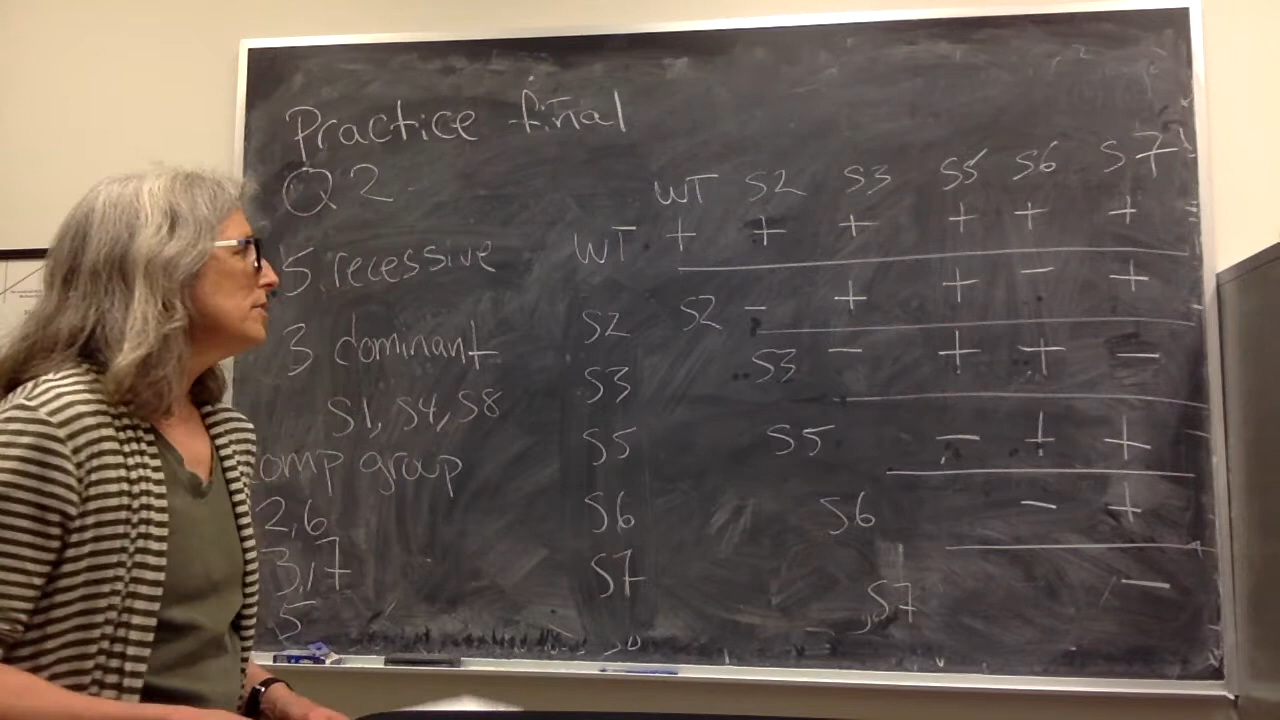 Practice final
Q2
5 recessive
3 dominant
S1, S4, S8
omp group
2,6
3,7
5
WT S2 S3 S5 S6 S7
WT + + + + + +
S2 S2 - + + - +
S3 S3 - + + -
S5 S5 - + +
S6 S6 - +
S7 S7 -